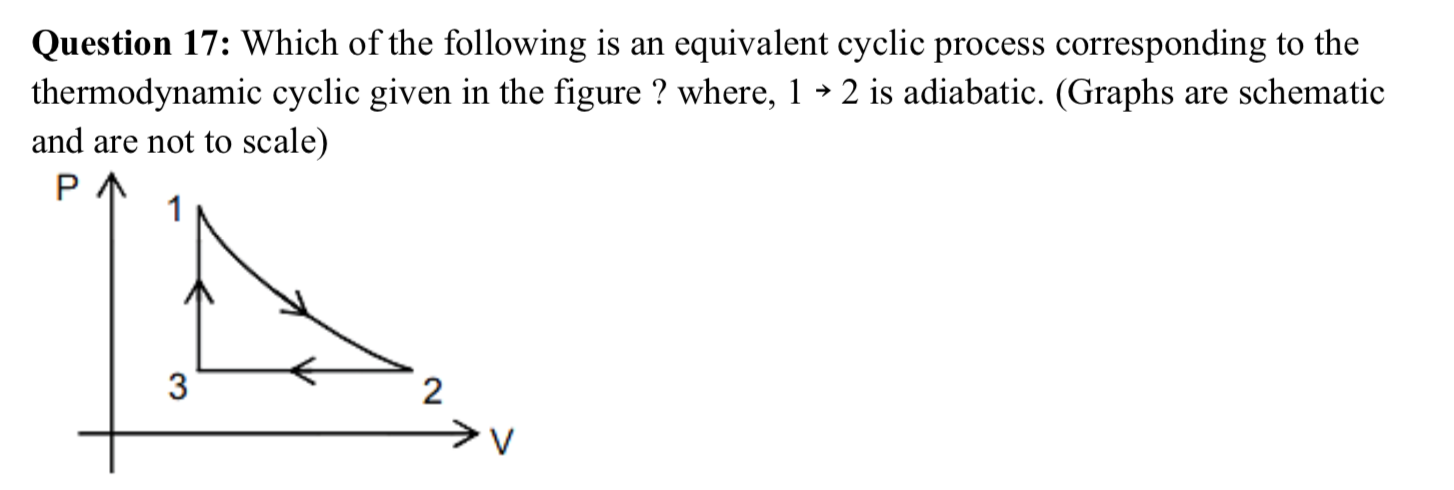 Question 17: Which of the following is an equivalent cyclic process corresponding to the
thermodynamic cyclic given in the figure ? where, 1 → 2 is adiabatic. (Graphs are schematic
and are not to scale)
P
1
3
2
V